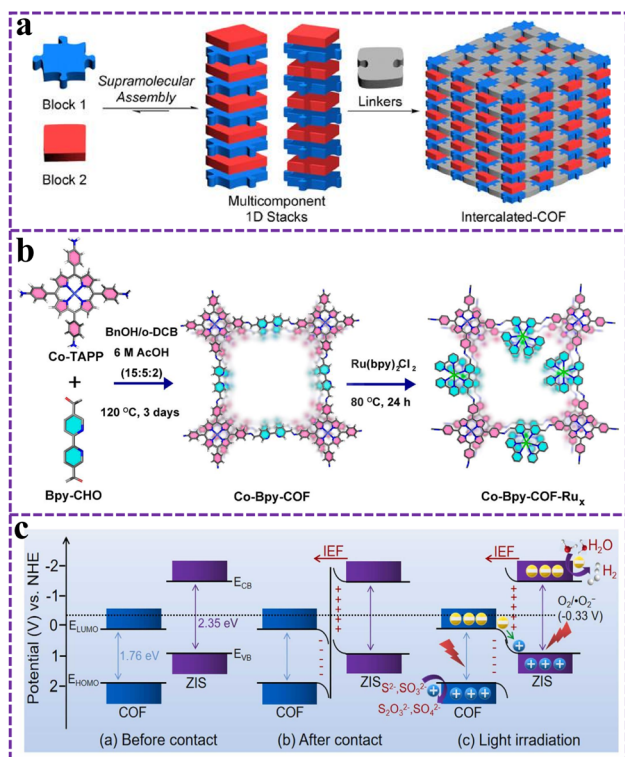 a
Block 1
Block 2
Supramolecular
Assembly
Multicomponent
1D Stacks
Linkers
Intercalated-COF
b
Co-TAPP
+
Bpy-CHO
BnOH/o-DCB
6 M AcOH
(15:5:2)
120 °C, 3 days
Co-Bpy-COF
Ru(bpy)2Cl2
80 °C, 24 h
Co-Bpy-COF-Rux
c
Potential (V) vs. NHE
-2
-1
0
1
2
ELUMO
EHOMO
1.76 eV
COF
ECB
2.35 eV
EVB
ZIS
(a) Before contact
IEF
COF
ZIS
(b) After contact
IEF
H2O
H2
O2/•O2−
(-0.33 V)
S2-,SO32-
S2O32-,SO42-
COF
ZIS
(c) Light irradiation